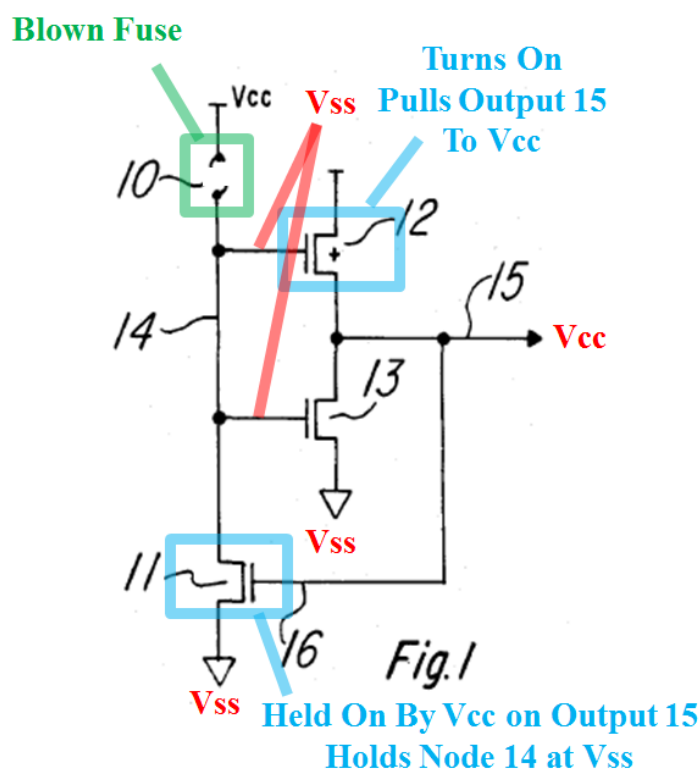 Blown Fuse
Turns On
Pulls Output 15
To Vcc
Vcc
Vss
10
12
15
14
Vcc
13
Vss
11
16
Fig.1
Vss
Held On By Vcc on Output 15
Holds Node 14 at Vss